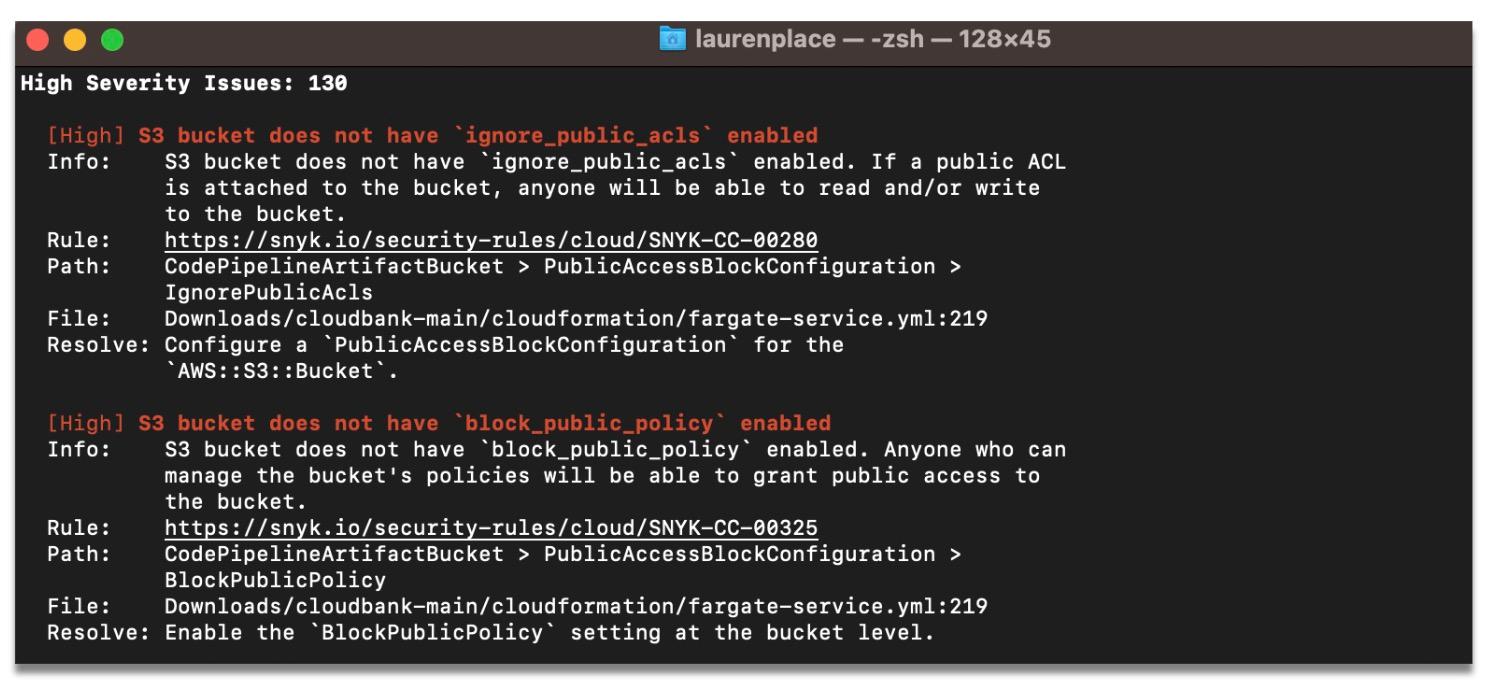 laurenplace — -zsh — 128×45
High Severity Issues: 130
[High] S3 bucket does not have `ignore_public_acls` enabled
Info: S3 bucket does not have `ignore_public_acls` enabled. If a public ACL
is attached to the bucket, anyone will be able to read and/or write
to the bucket.
Rule: https://snyk.io/security-rules/cloud/SNYK-CC-00280
Path: CodePipelineArtifactBucket > PublicAccessBlockConfiguration >
IgnorePublicAcls
File: Downloads/cloudbank-main/cloudformation/fargate-service.yml:219
Resolve: Configure a `PublicAccessBlockConfiguration` for the
`AWS::S3::Bucket`.
[High] S3 bucket does not have `block_public_policy` enabled
Info: S3 bucket does not have `block_public_policy` enabled. Anyone who can
manage the bucket's policies will be able to grant public access to
the bucket.
Rule: https://snyk.io/security-rules/cloud/SNYK-CC-00325
Path: CodePipelineArtifactBucket > PublicAccessBlockConfiguration >
BlockPublicPolicy
File: Downloads/cloudbank-main/cloudformation/fargate-service.yml:219
Resolve: Enable the `BlockPublicPolicy` setting at the bucket level.